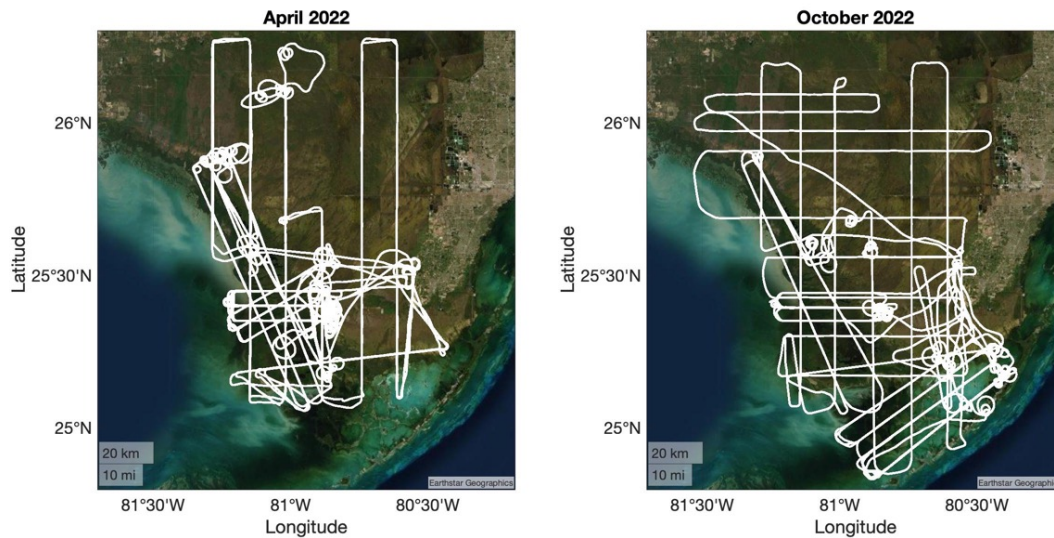 April 2022
October 2022
Latitude
26°N
25°30'N
25°N
20 km
10 mi
Earthstar Geographics
81°30'W
81°W
80°30'W
Longitude
Latitude
26°N
25°30'N
25°N
20 km
10 mi
Earthstar Geographics
81°30'W
81°W
80°30'W
Longitude